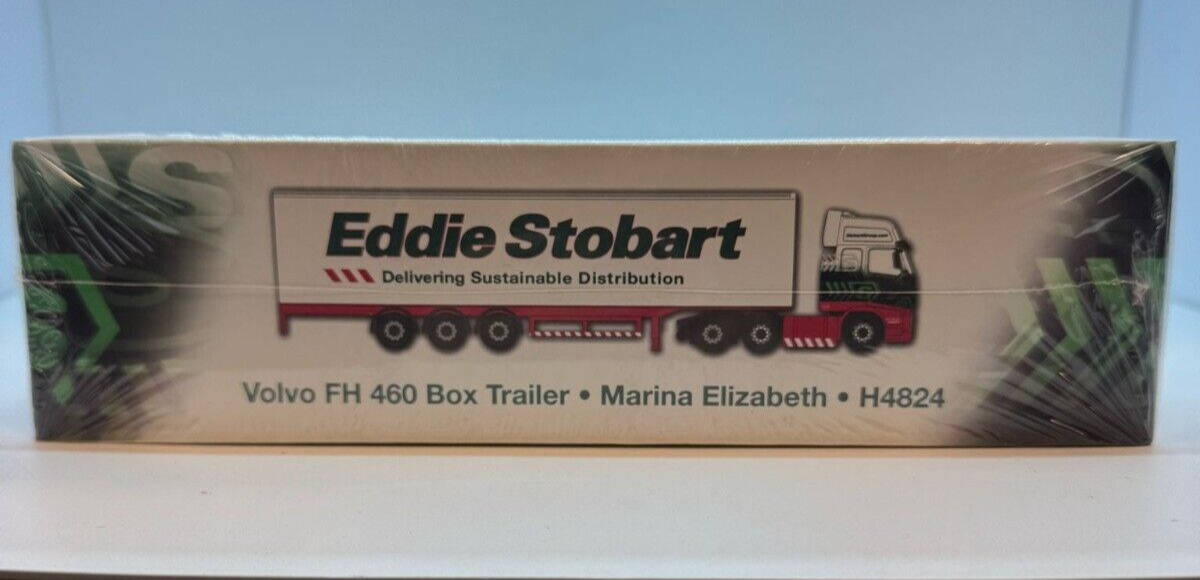 Eddie Stobart
Delivering Sustainable Distribution
Volvo FH 460 Box Trailer • Marina Elizabeth • H4824